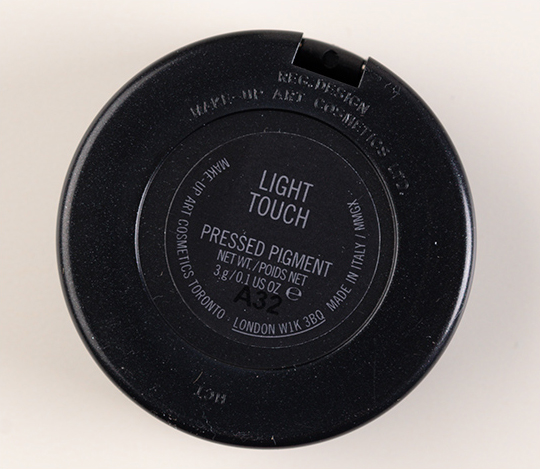 REG.DESIGN
MAKE-UP ART COSMETICS LTD.
LIGHT
TOUCH
PRESSED PIGMENT
NET WT./POIDS NET
3 g/0.1 US OZ ℮
A32
MAKE-UP ART COSMETICS TORONTO · LONDON W1K 3BQ MADE IN ITALY / MMGX